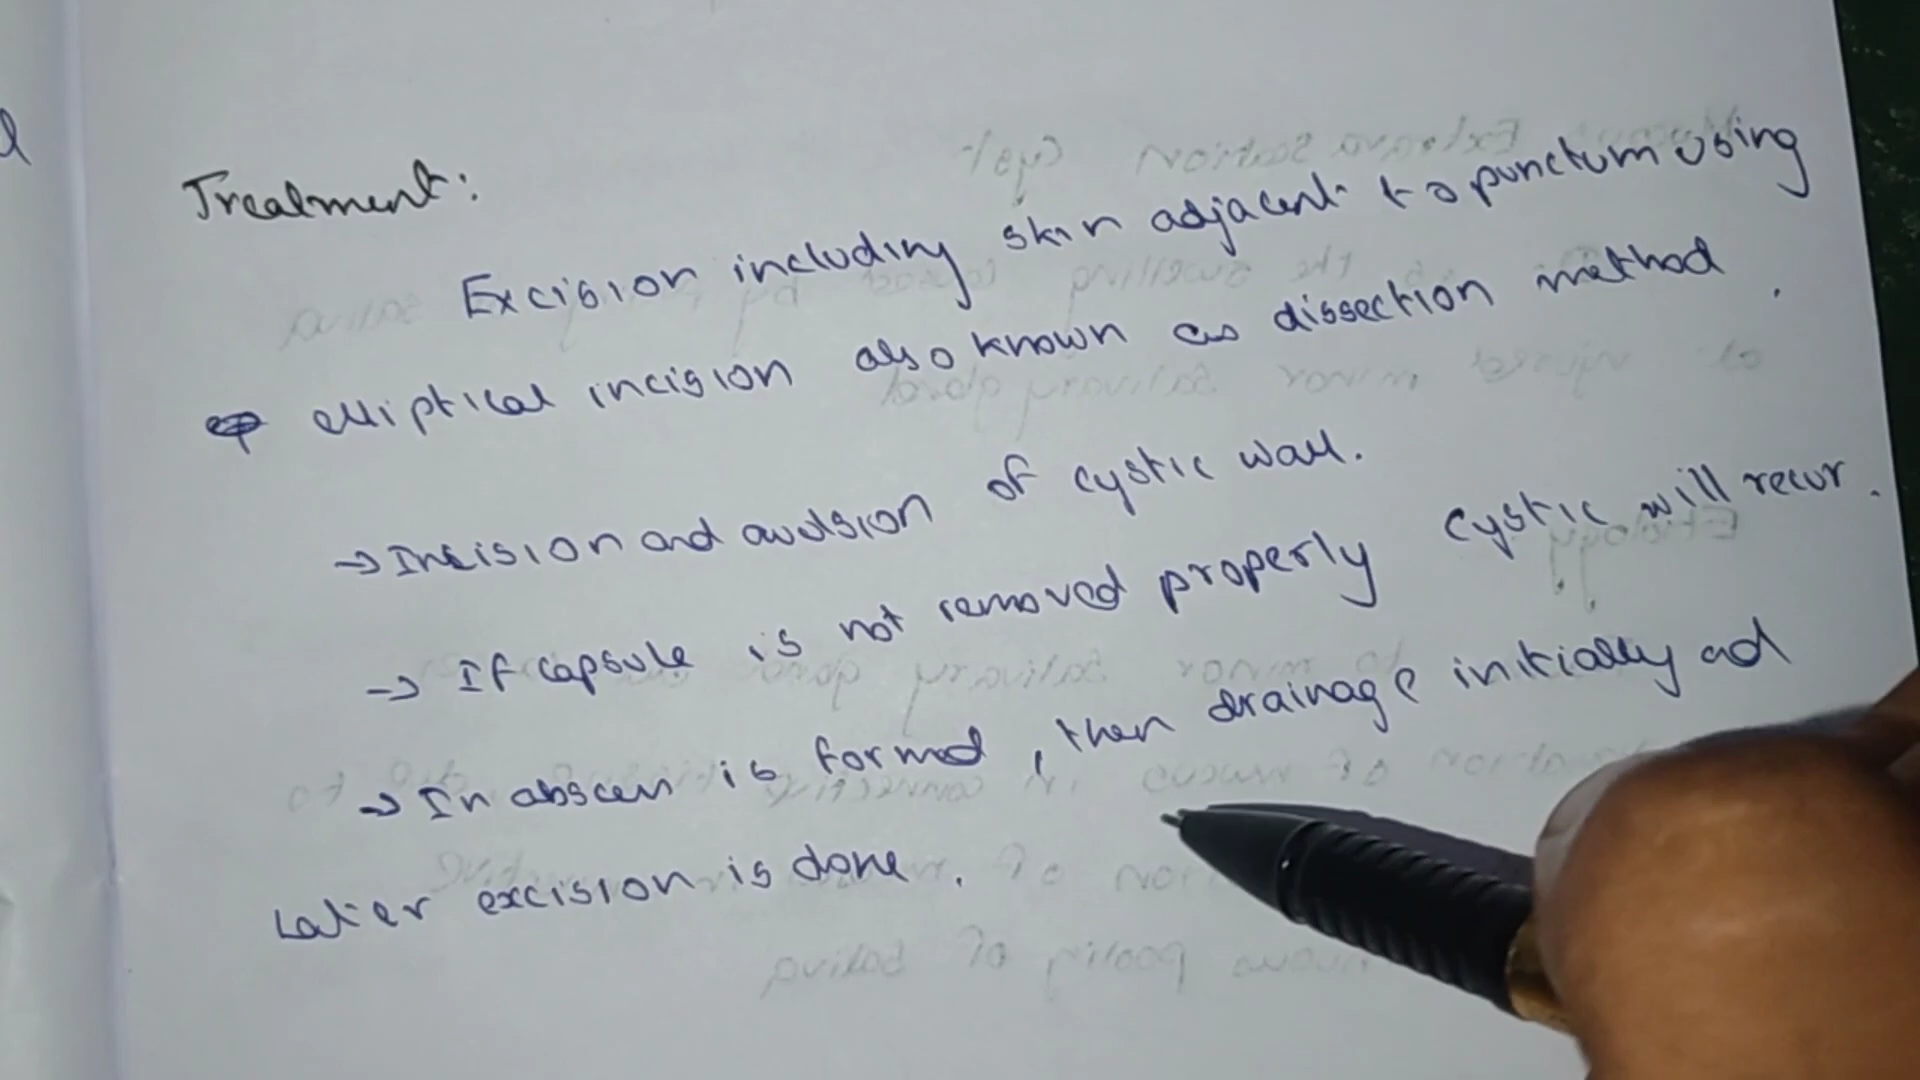 Treatment:
Excision including skin adjacent to punctum using
elliptical incision also known as dissection method.
→ Incision and avulsion of cystic wall.
→ If capsule is not removed properly cystic will recur.
→ In abscess is formed, then drainage initially ad
Later excision is done.